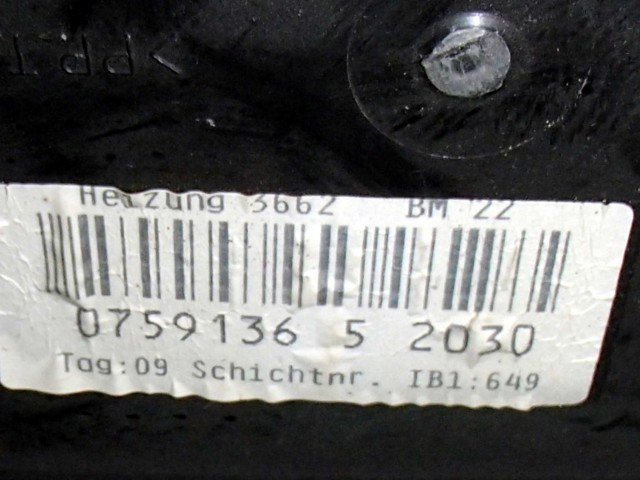 Heizung 3662 BM 22
0759136 5 2030
Tag:09 Schichtnr. IB1:649